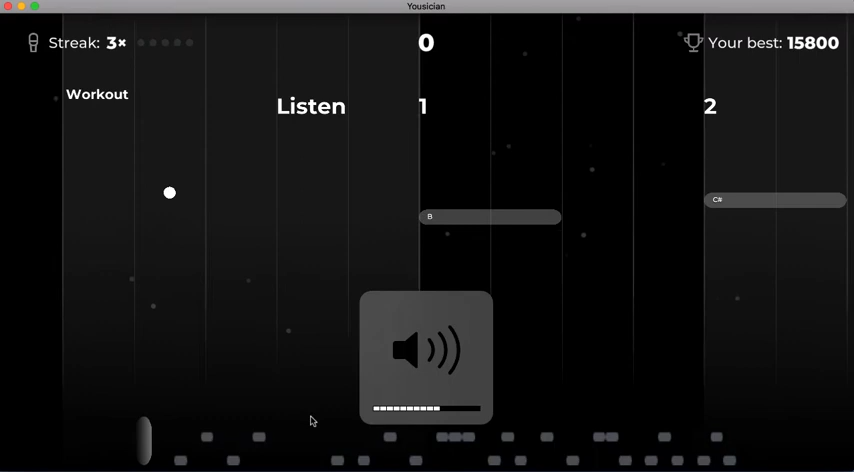 Yousician
Streak: 3×
0
Your best: 15800
Workout
Listen
1
2
B
C#